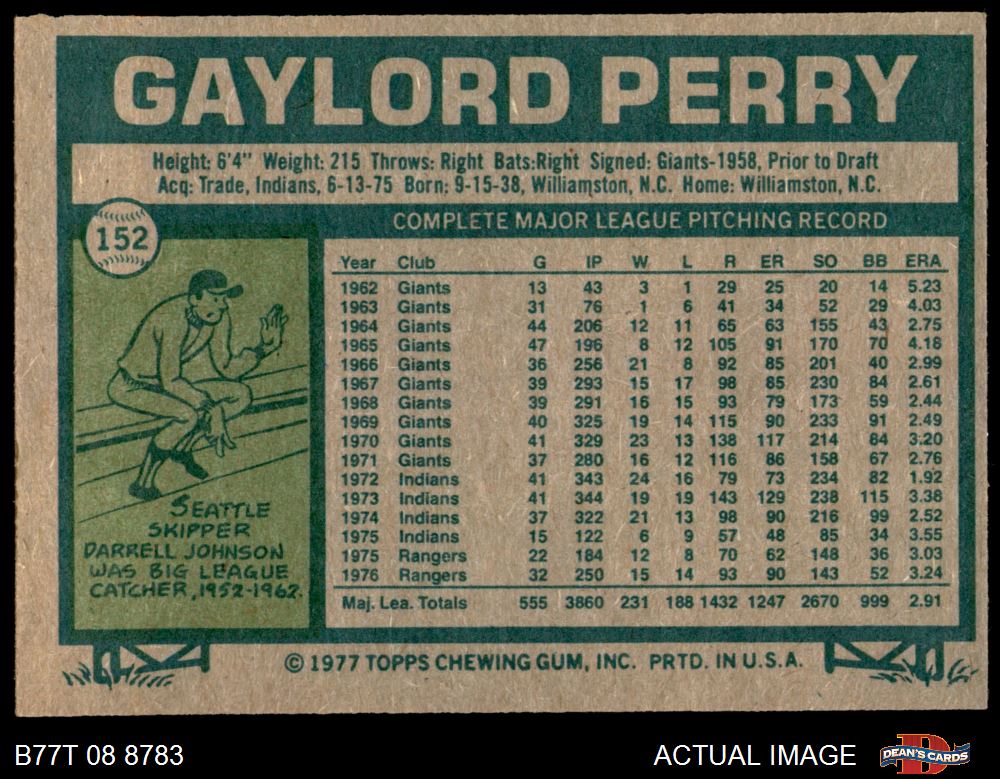 GAYLORD PERRY
Height: 6'4" Weight: 215 Throws: Right Bats:Right Signed: Giants-1958, Prior to Draft
Acq: Trade, Indians, 6-13-75 Born: 9-15-38, Williamston, N.C. Home: Williamston, N.C.
152
COMPLETE MAJOR LEAGUE PITCHING RECORD
Year Club G IP W L R ER SO BB ERA
1962 Giants 13 43 3 1 29 25 20 14 5.23
1963 Giants 31 76 1 6 41 34 52 29 4.03
1964 Giants 44 206 12 11 65 63 155 43 2.75
1965 Giants 47 196 8 12 105 91 170 70 4.18
1966 Giants 36 256 21 8 92 85 201 40 2.99
1967 Giants 39 293 15 17 98 85 230 84 2.61
1968 Giants 39 291 16 15 93 79 173 59 2.44
1969 Giants 40 325 19 14 115 90 233 91 2.49
1970 Giants 41 329 23 13 138 117 214 84 3.20
1971 Giants 37 280 16 12 116 86 158 67 2.76
1972 Indians 41 343 24 16 79 73 234 82 1.92
1973 Indians 41 344 19 19 143 129 238 115 3.38
1974 Indians 37 322 21 13 98 90 216 99 2.52
1975 Indians 15 122 6 9 57 48 85 34 3.55
1975 Rangers 22 184 12 8 70 62 148 36 3.03
1976 Rangers 32 250 15 14 93 90 143 52 3.24
Maj. Lea. Totals 555 3860 231 188 1432 1247 2670 999 2.91
SEATTLE
SKIPPER
DARRELL JOHNSON
WAS BIG LEAGUE
CATCHER, 1952-1962.
© 1977 TOPPS CHEWING GUM, INC. PRTD. IN U.S.A.
B77T 08 8783
ACTUAL IMAGE
DEAN'S CARDS